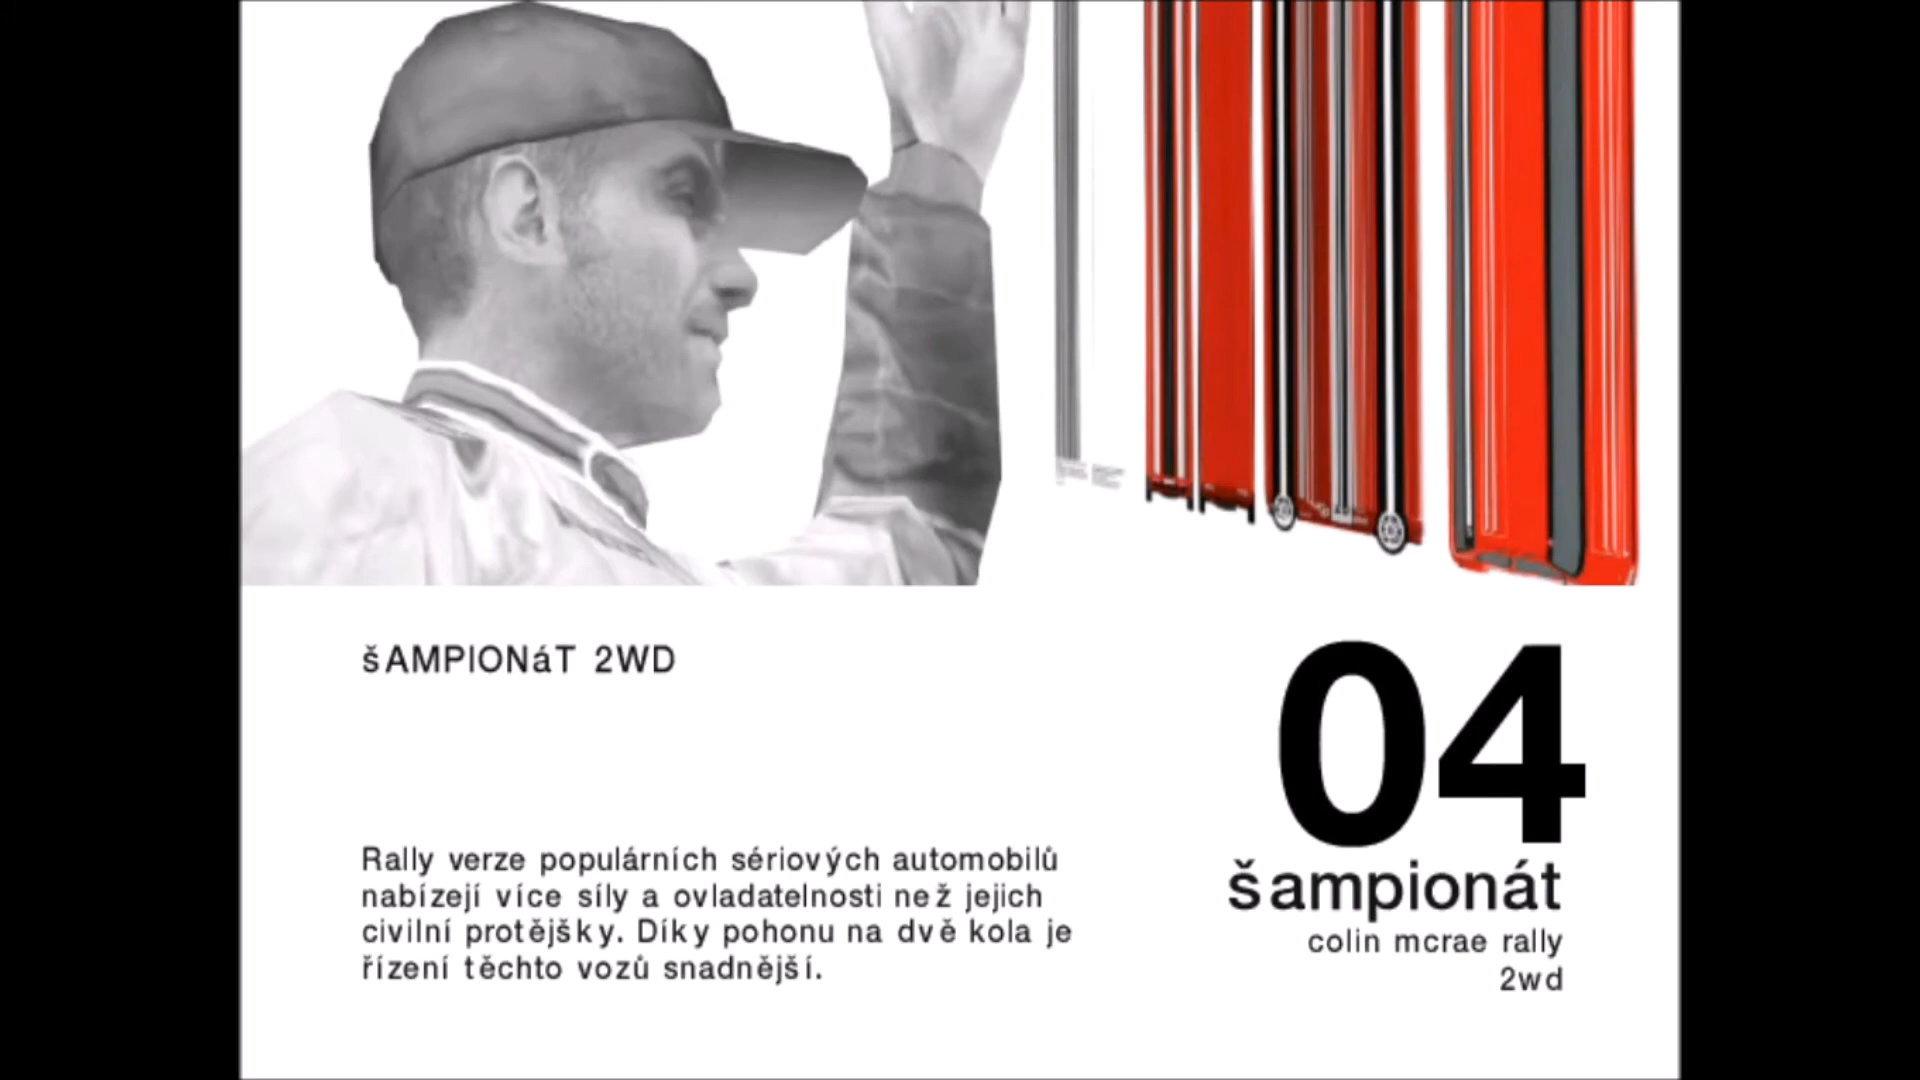 šAMPIONáT 2WD
Rally verze populárních sériových automobilů
nabízejí více síly a ovladatelnosti než jejich
civilní protějšky. Díky pohonu na dvě kola je
řízení těchto vozů snadnější.
04
šampionát
colin mcrae rally
2wd